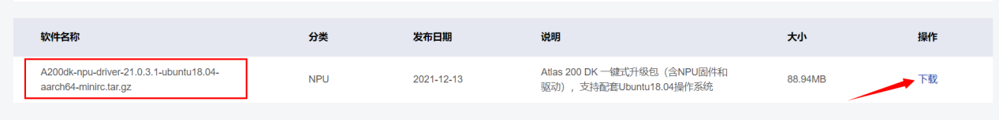 软件名称 分类 发布日期 说明 大小 操作
A200dk-npu-driver-21.0.3.1-ubuntu18.04-
aarch64-minirc.tar.gz
NPU
2021-12-13
Atlas 200 DK 一键式升级包（含NPU固件和
驱动），支持配套Ubuntu18.04操作系统
88.94MB
下载